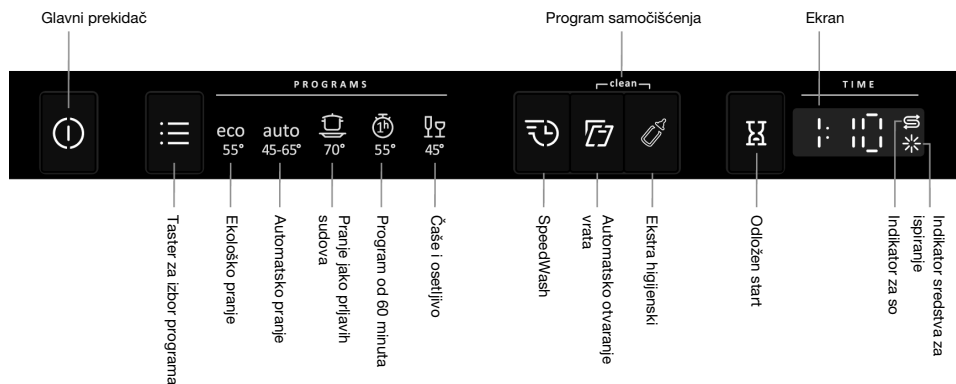 Glavni prekidač
Program samočišćenja
Ekran
PROGRAMS
clean
TIME
1h
eco
auto
55°
45-65°
70°
55°
45°
1:10
Taster za izbor programa
Ekološko pranje
Automatsko pranje
Pranje jako prljavih
sudova
Program od 60 minuta
Čaše i osetljivo
SpeedWash
Automatsko otvaranje
vrata
Ekstra higijenski
Odložen start
Indikator za so
Indikator sredstva za
ispiranje